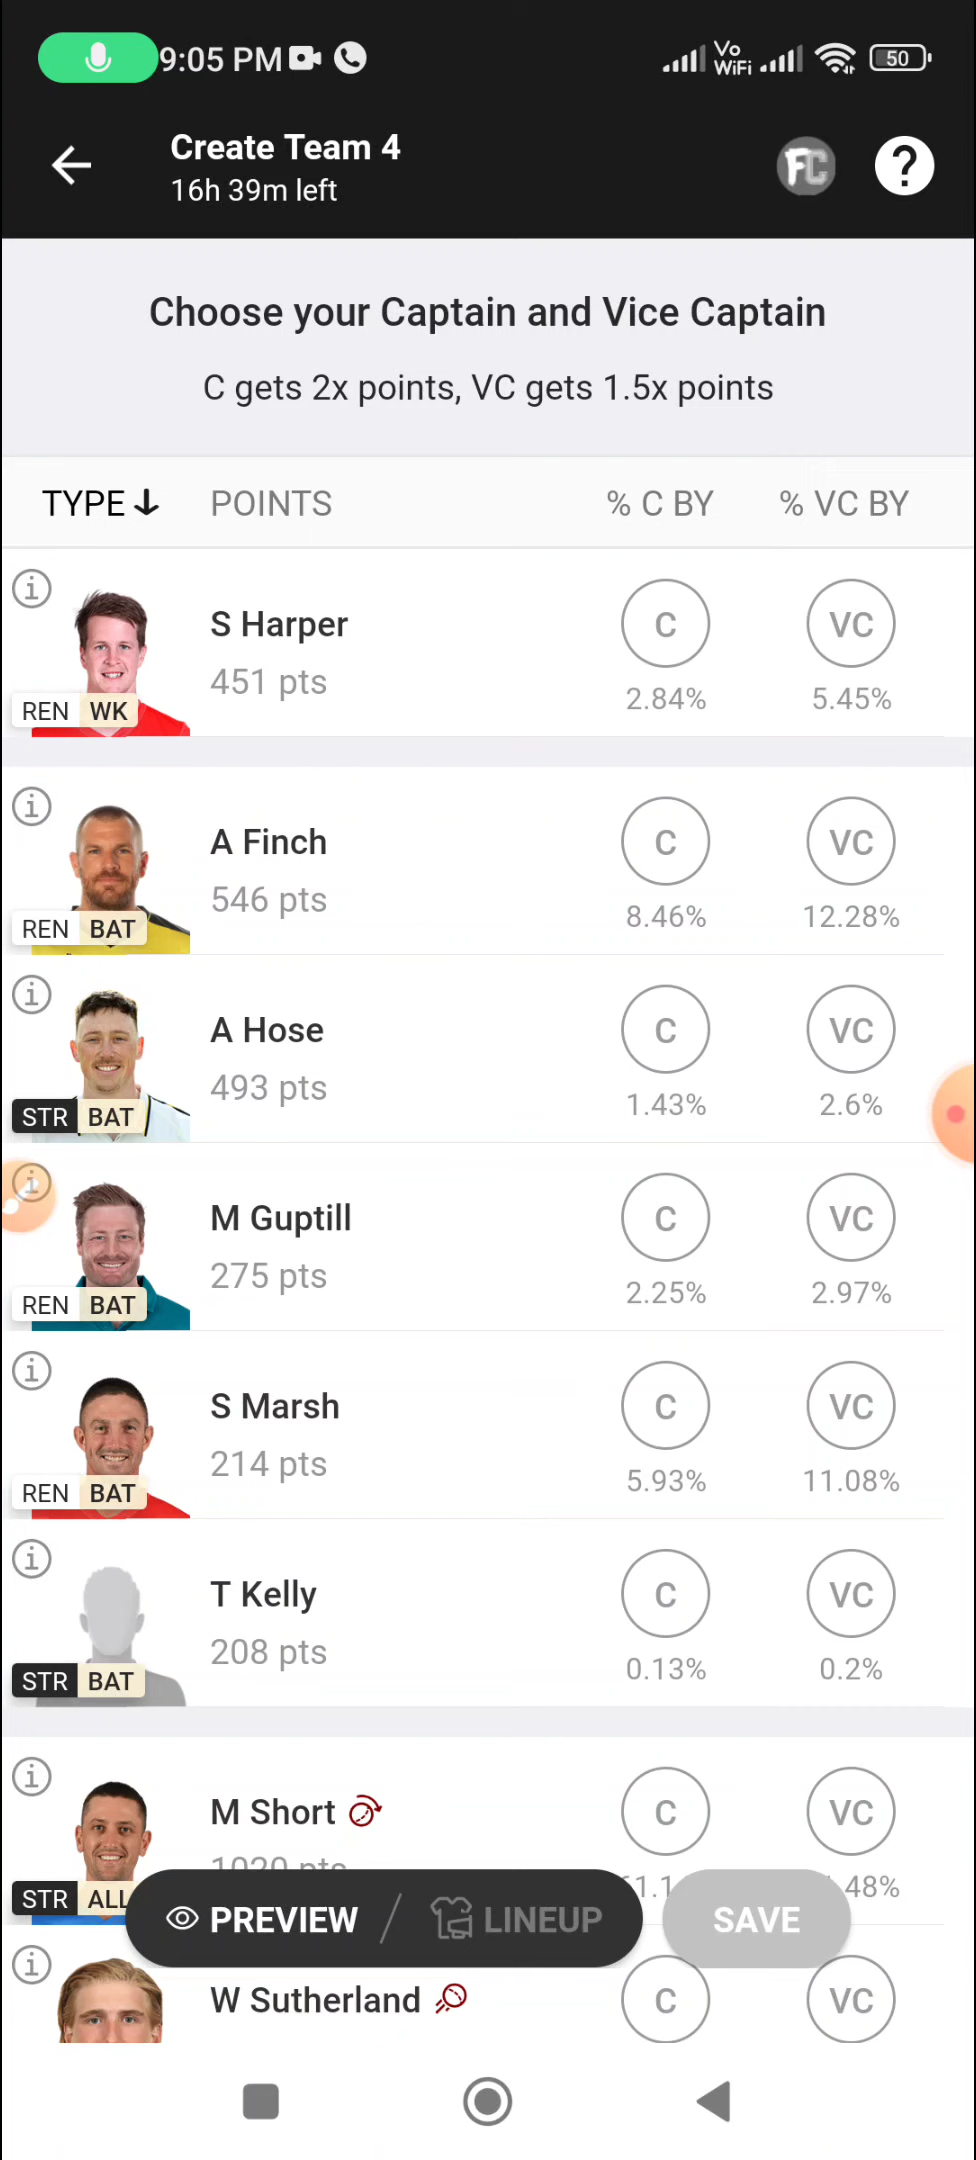 9:05 PM
Vo
WiFi
50
Create Team 4
16h 39m left
FC
?
Choose your Captain and Vice Captain
C gets 2x points, VC gets 1.5x points
TYPE POINTS % C BY % VC BY
S Harper
451 pts
REN WK
C VC
2.84% 5.45%
A Finch
546 pts
REN BAT
C VC
8.46% 12.28%
A Hose
493 pts
STR BAT
C VC
1.43% 2.6%
M Guptill
275 pts
REN BAT
C VC
2.25% 2.97%
S Marsh
214 pts
REN BAT
C VC
5.93% 11.08%
T Kelly
208 pts
STR BAT
C VC
0.13% 0.2%
M Short
1020 pts
STR ALL
C VC
PREVIEW / LINEUP
SAVE
W Sutherland
C VC